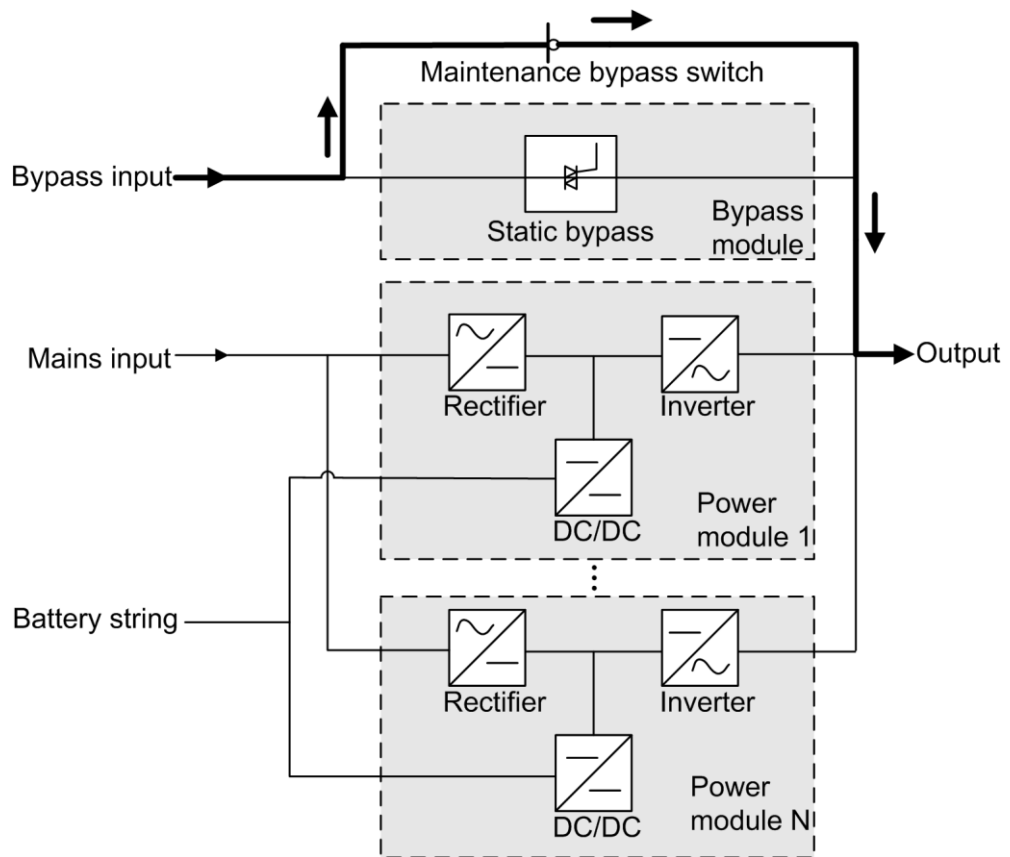 Maintenance bypass switch
Bypass input
Static bypass
Bypass
module
Mains input
Rectifier
Inverter
Output
DC/DC
Power
module 1
Battery string
Rectifier
Inverter
DC/DC
Power
module N